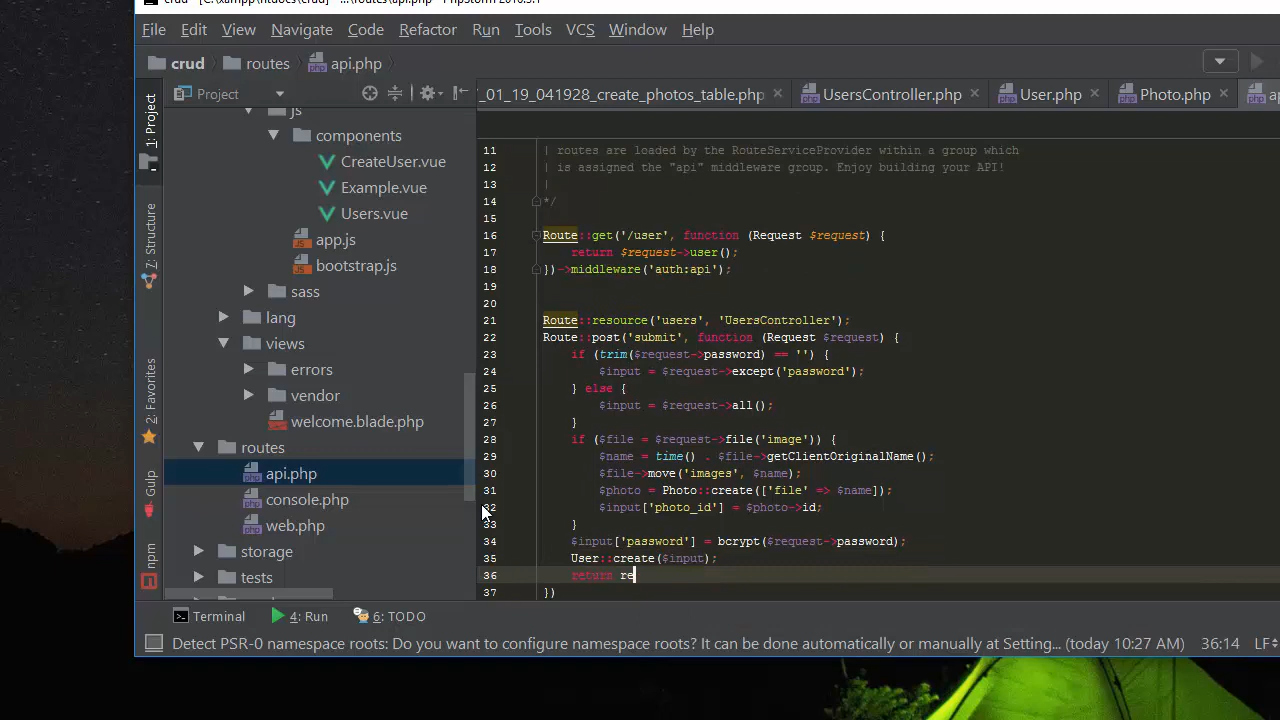 File Edit View Navigate Code Refactor Run Tools VCS Window Help
crud routes api.php
1: Project
7: Structure
2: Favorites
Gulp
npm
Project
js
components
CreateUser.vue
Example.vue
Users.vue
app.js
bootstrap.js
sass
lang
views
errors
vendor
welcome.blade.php
routes
api.php
console.php
web.php
storage
tests
_01_19_041928_create_photos_table.php UsersController.php User.php Photo.php
11 | routes are loaded by the RouteServiceProvider within a group which
12 | is assigned the "api" middleware group. Enjoy building your API!
13 |
14 */
15
16 Route::get('/user', function (Request $request) {
17 return $request->user();
18 })->middleware('auth:api');
19
20
21 Route::resource('users', 'UsersController');
22 Route::post('submit', function (Request $request) {
23 if (trim($request->password) == '') {
24 $input = $request->except('password');
25 } else {
26 $input = $request->all();
27 }
28 if ($file = $request->file('image')) {
29 $name = time() . $file->getClientOriginalName();
30 $file->move('images', $name);
31 $photo = Photo::create(['file' => $name]);
32 $input['photo_id'] = $photo->id;
33 }
34 $input['password'] = bcrypt($request->password);
35 User::create($input);
36 return re
37 })
Terminal 4: Run 6: TODO
Detect PSR-0 namespace roots: Do you want to configure namespace roots? It can be done automatically or manually at Setting... (today 10:27 AM) 36:14 LF